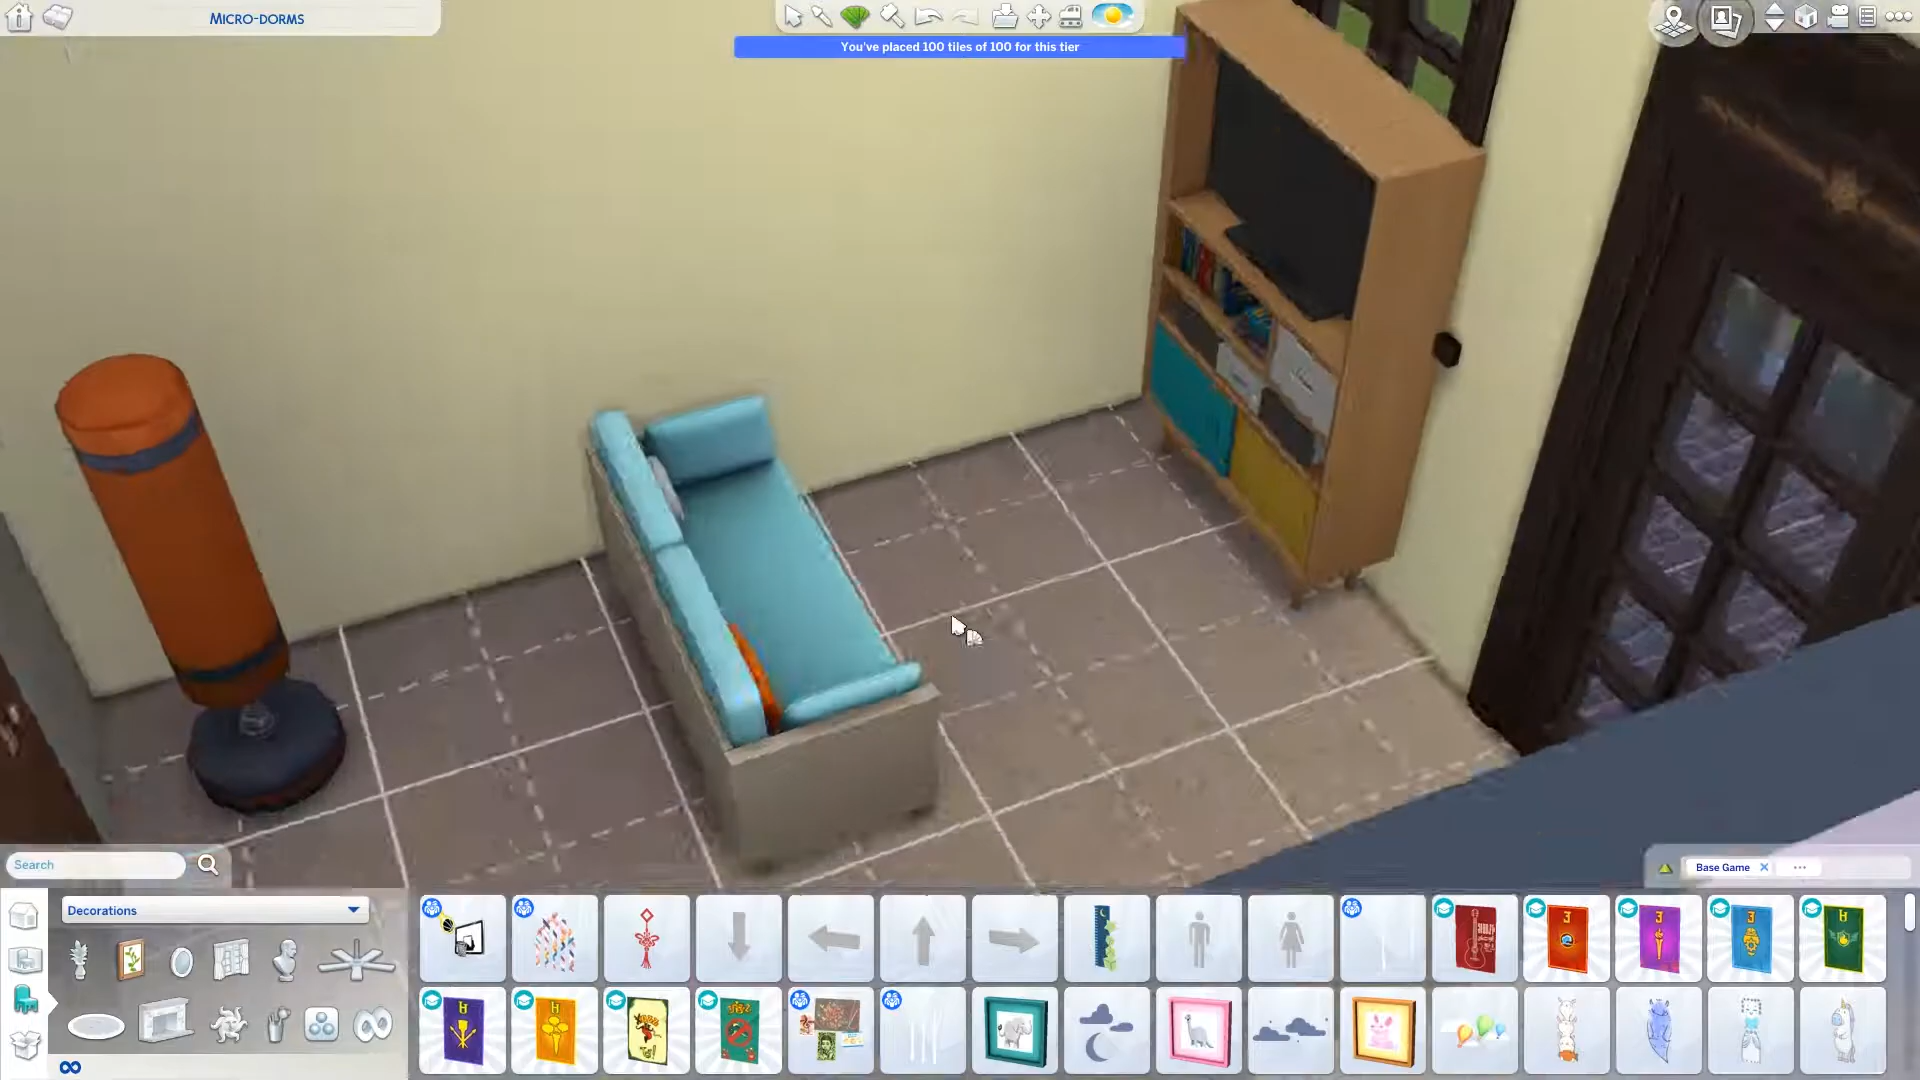 Micro-dorms
You've placed 100 tiles of 100 for this tier
Search
Base Game
Decorations